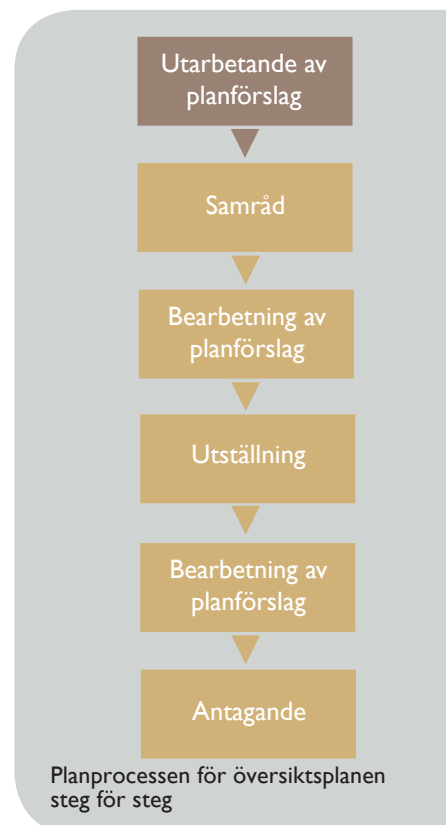 Utarbetande av
planförslag
Samråd
Bearbetning av
planförslag
Utställning
Bearbetning av
planförslag
Antagande
Planprocessen för översiktsplanen
steg för steg